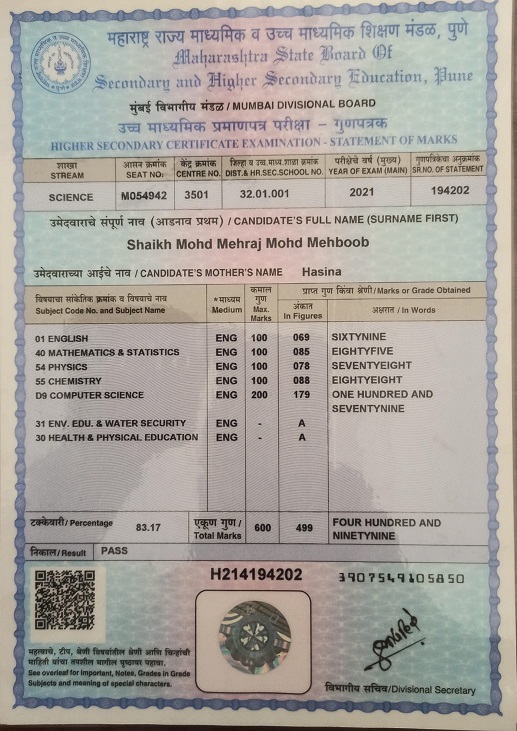 महाराष्ट्र राज्य माध्यमिक व उच्च माध्यमिक शिक्षण मंडळ, पुणे
Maharashtra State Board Of
Secondary and Higher Secondary Education, Pune
मुंबई विभागीय मंडळ / MUMBAI DIVISIONAL BOARD
उच्च माध्यमिक प्रमाणपत्र परीक्षा - गुणपत्रक
HIGHER SECONDARY CERTIFICATE EXAMINATION - STATEMENT OF MARKS
शाखा आसन क्रमांक केंद्र क्रमांक जिल्हा व उच्च.माध्य.शाळा क्रमांक परीक्षेचे वर्ष (मुख्य) गुणपत्रिकेचा अनुक्रमांक
STREAM SEAT NO. CENTRE NO. DIST.& HR.SEC.SCHOOL NO. YEAR OF EXAM (MAIN) SR.NO. OF STATEMENT
SCIENCE M054942 3501 32.01.001 2021 194202
उमेदवाराचे संपूर्ण नाव (आडनाव प्रथम) / CANDIDATE'S FULL NAME (SURNAME FIRST)
Shaikh Mohd Mehraj Mohd Mehboob
उमेदवाराच्या आईचे नाव / CANDIDATE'S MOTHER'S NAME Hasina
विषयाचा सांकेतिक क्रमांक व विषयाचे नाव
Subject Code No. and Subject Name
*माध्यम
Medium
कमाल
गुण
Max.
Marks
प्राप्त गुण किंवा श्रेणी/Marks or Grade Obtained
अंकात
In Figures
अक्षरात / In Words
01 ENGLISH ENG 100 069 SIXTYNINE
40 MATHEMATICS & STATISTICS ENG 100 085 EIGHTYFIVE
54 PHYSICS ENG 100 078 SEVENTYEIGHT
55 CHEMISTRY ENG 100 088 EIGHTYEIGHT
D9 COMPUTER SCIENCE ENG 200 179 ONE HUNDRED AND
SEVENTYNINE
31 ENV. EDU. & WATER SECURITY ENG - A
30 HEALTH & PHYSICAL EDUCATION ENG - A
टक्केवारी/ Percentage 83.17
एकूण गुण /
Total Marks
600 499
FOUR HUNDRED AND
NINETYNINE
निकाल/ Result PASS
H214194202 3907549105850
महत्वाचे, टीप, श्रेणी विषयांतील श्रेणी आणि चिन्हांची
माहिती यांचा तपशील मागील पृष्ठावर पहावा.
See overleaf for Important, Notes, Grades in Grade
Subjects and meaning of special characters.
विभागीय सचिव/Divisional Secretary